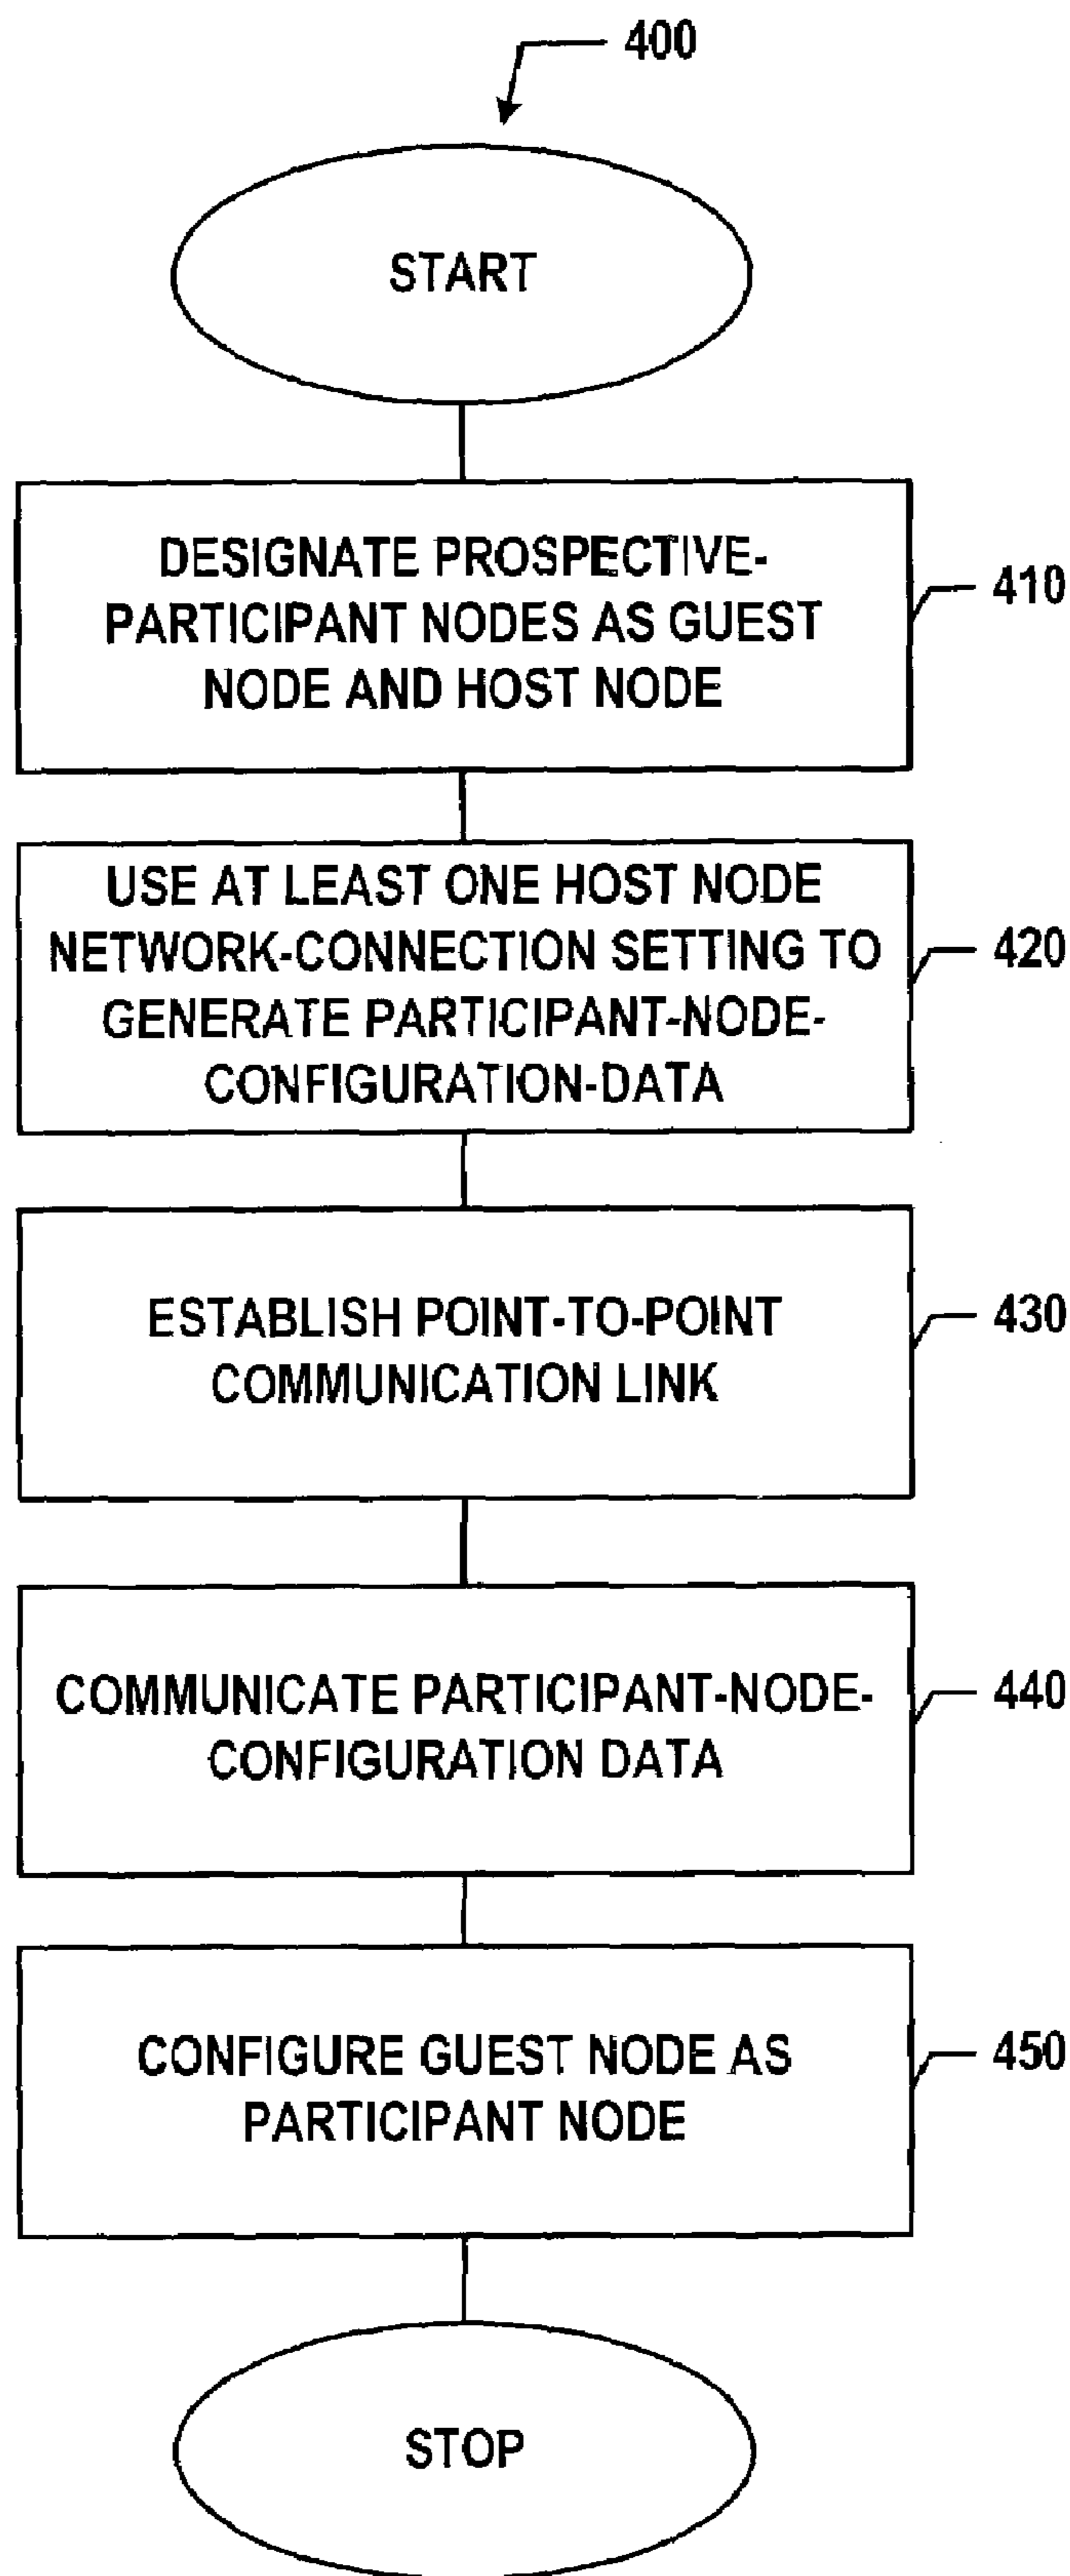 400
START
DESIGNATE PROSPECTIVE-
PARTICIPANT NODES AS GUEST
NODE AND HOST NODE
410
USE AT LEAST ONE HOST NODE
NETWORK-CONNECTION SETTING TO
GENERATE PARTICIPANT-NODE-
CONFIGURATION-DATA
420
ESTABLISH POINT-TO-POINT
COMMUNICATION LINK
430
COMMUNICATE PARTICIPANT-NODE-
CONFIGURATION DATA
440
CONFIGURE GUEST NODE AS
PARTICIPANT NODE
450
STOP